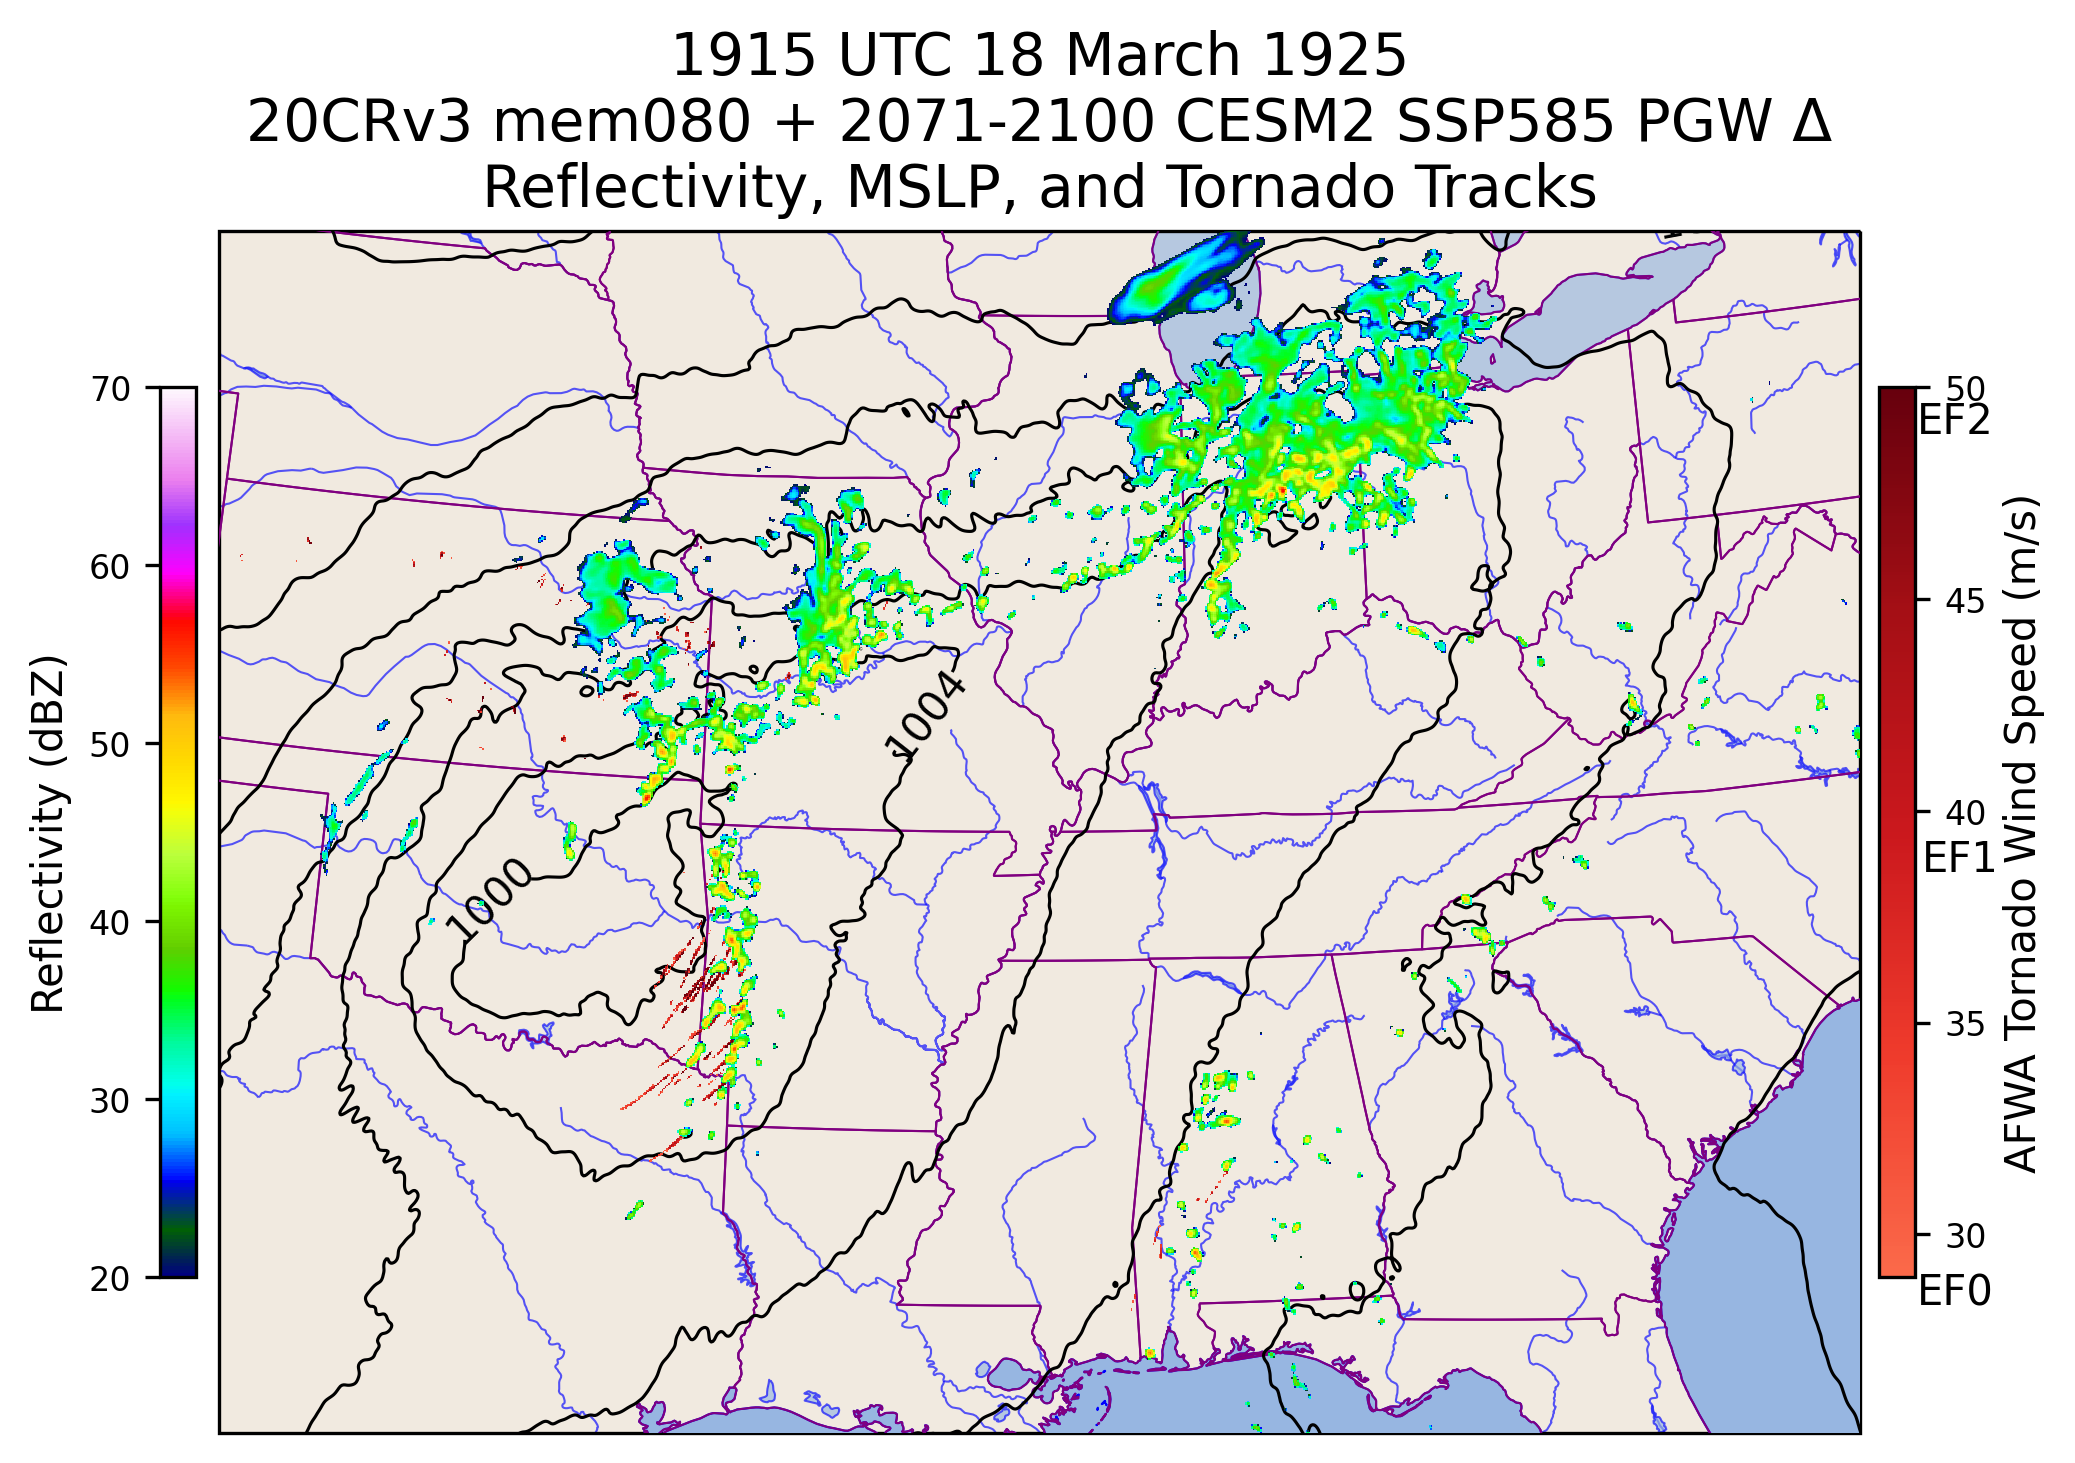 1915 UTC 18 March 1925
20CRv3 mem080 + 2071-2100 CESM2 SSP585 PGW Δ
Reflectivity, MSLP, and Tornado Tracks
70
60
50
40
30
20
Reflectivity (dBZ)
1004
1000
50
EF2
45
40
EF1
35
30
EF0
AFWA Tornado Wind Speed (m/s)